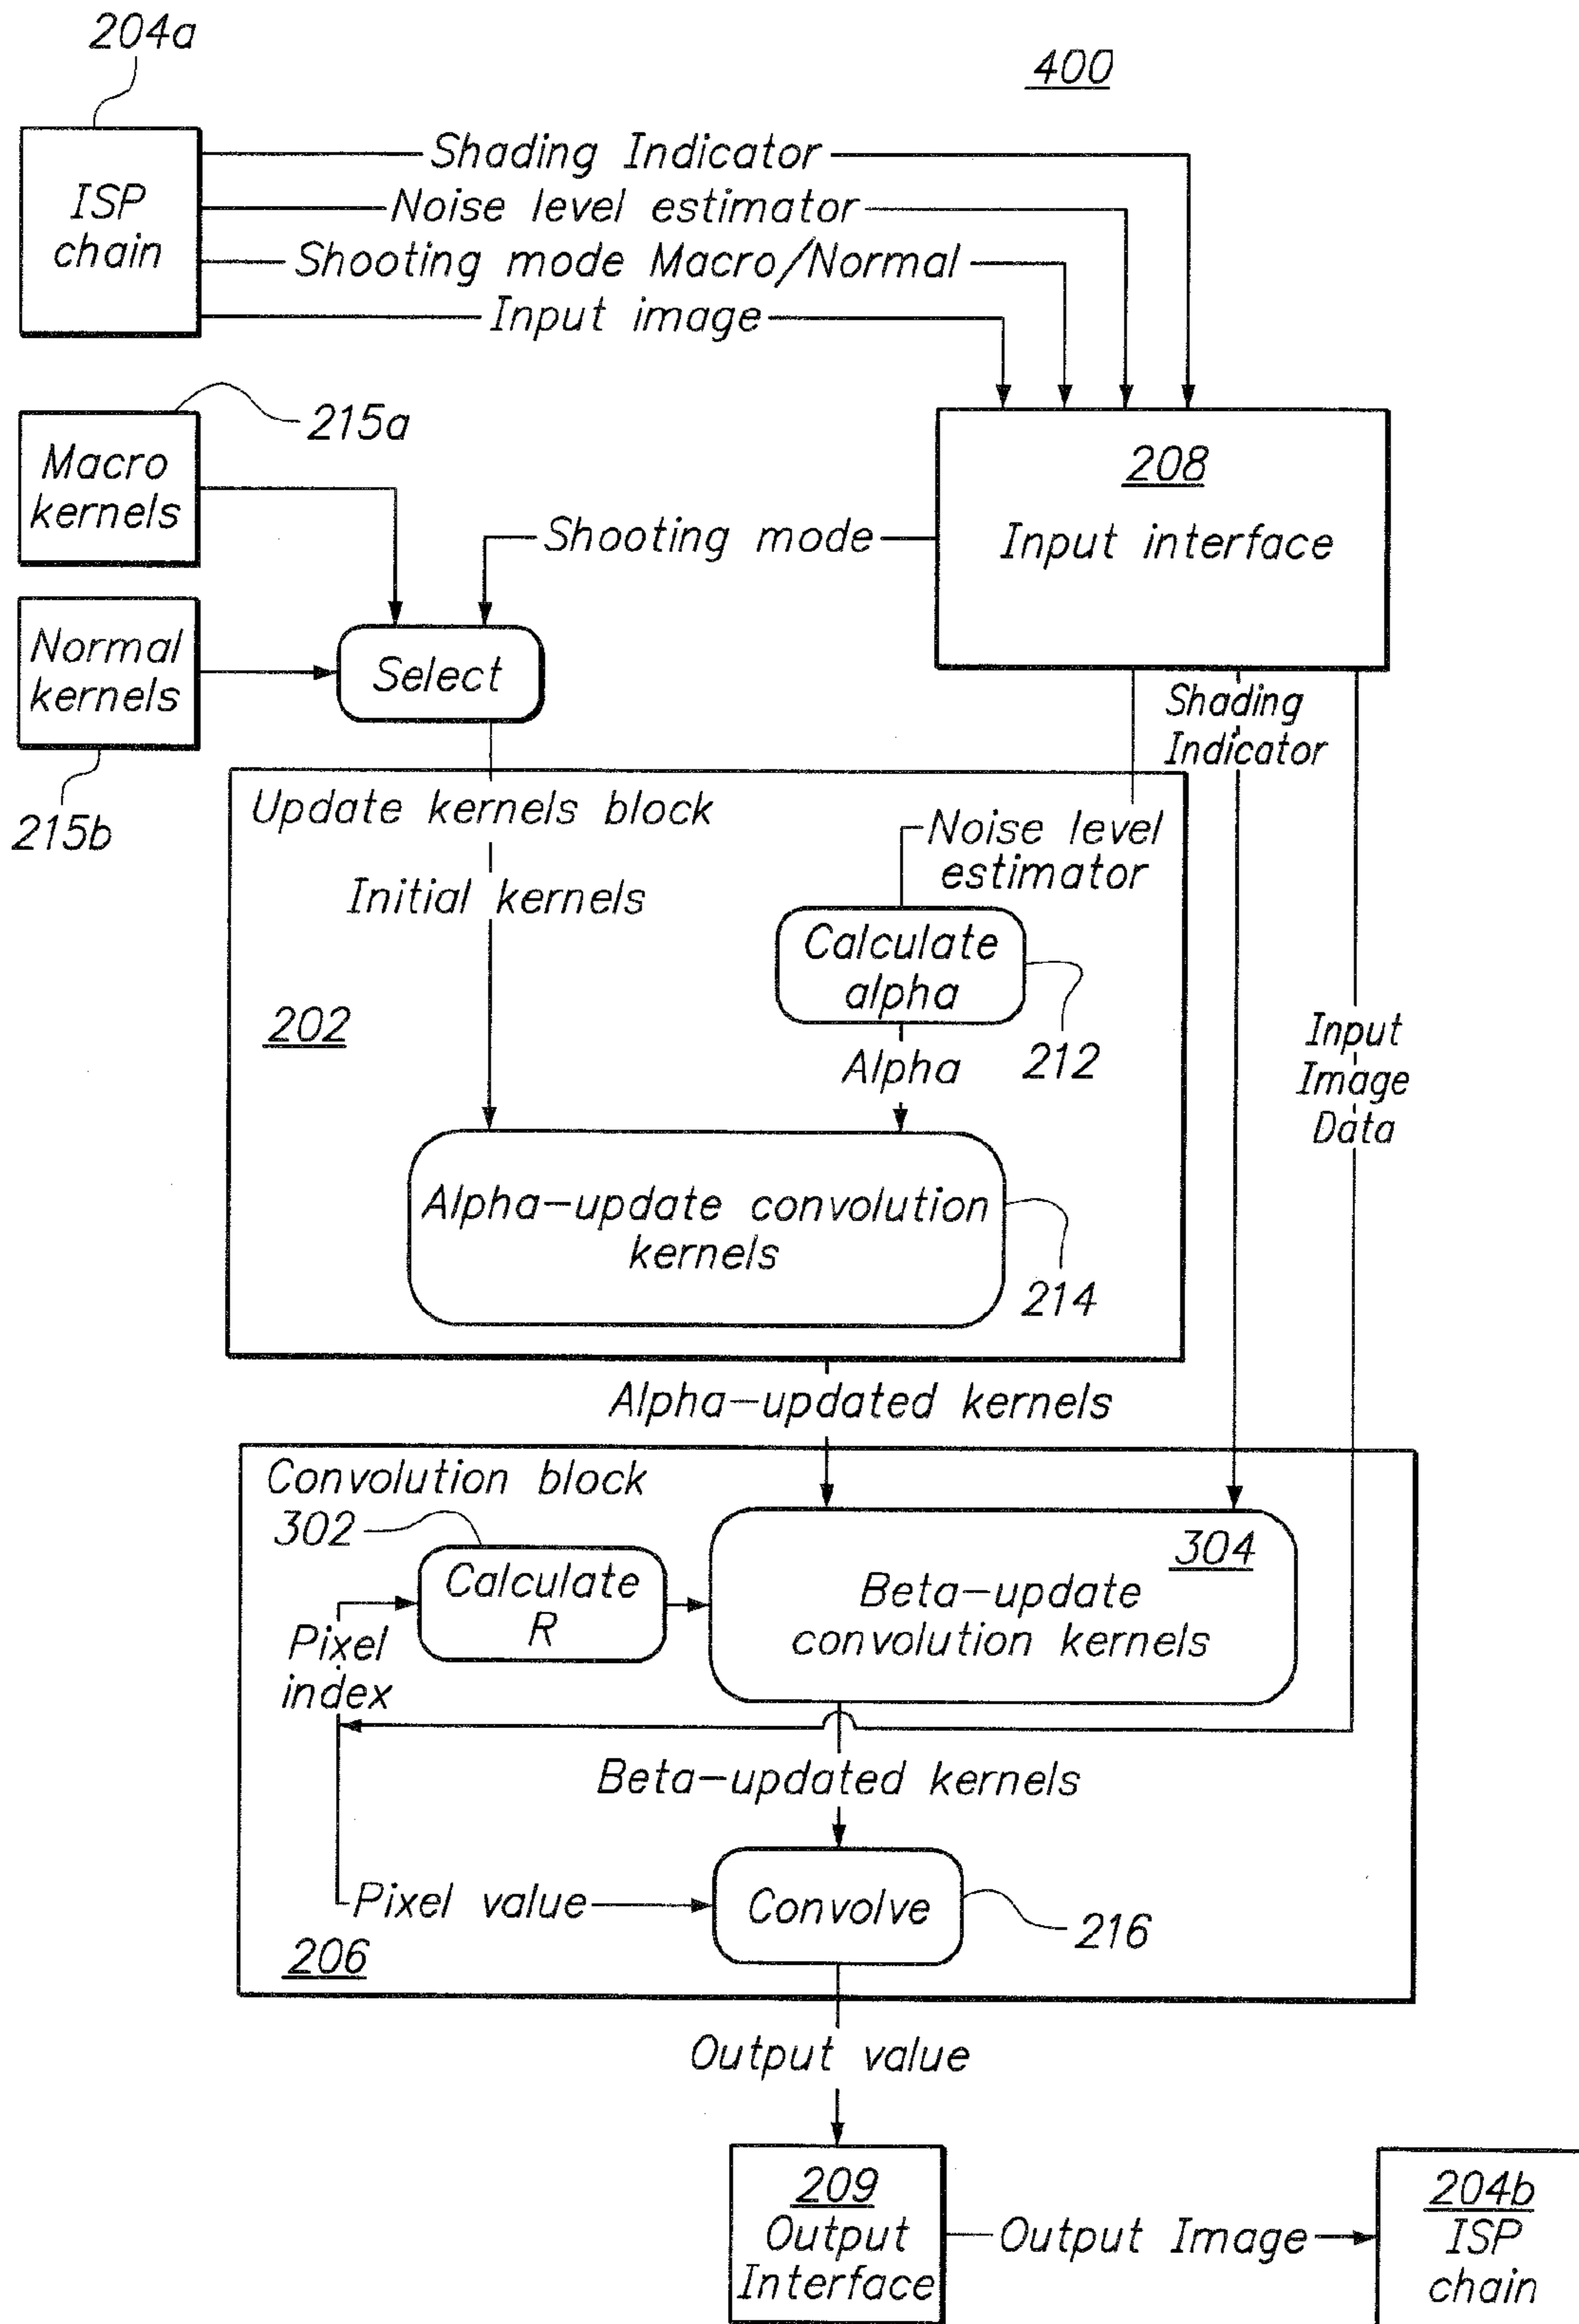 204a
400
ISP
chain
Shading Indicator
Noise level estimator
Shooting mode Macro/Normal
Input image
215a
Macro
kernels
208
Input interface
Shooting mode
Normal
kernels
Select
Shading
Indicator
215b
Update kernels block
Noise level
estimator
Initial kernels
Calculate
alpha
202
212
Alpha
Input
Image
Data
Alpha-update convolution
kernels
214
Alpha-updated kernels
Convolution block
302
304
Calculate
R
Beta-update
convolution kernels
Pixel
index
Beta-updated kernels
Pixel value
Convolve
216
206
Output value
209
Output
Interface
Output Image
204b
ISP
chain